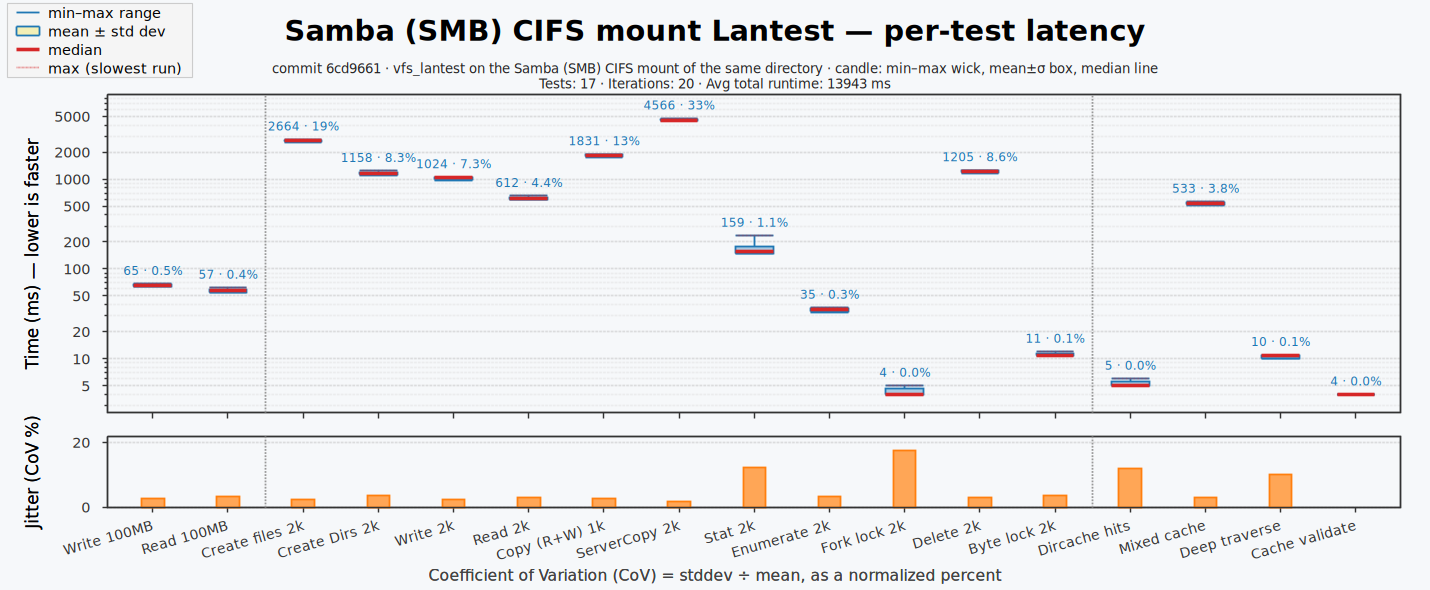 min–max range
mean ± std dev
median
max (slowest run)
Samba (SMB) CIFS mount Lantest — per-test latency
commit 6cd9661 · vfs_lantest on the Samba (SMB) CIFS mount of the same directory · candle: min–max wick, mean±σ box, median line
Tests: 17 · Iterations: 20 · Avg total runtime: 13943 ms
Time (ms) — lower is faster
5000
2000
1000
500
200
100
50
20
10
5
65 · 0.5%
57 · 0.4%
2664 · 19%
1158 · 8.3%
1024 · 7.3%
612 · 4.4%
1831 · 13%
4566 · 33%
159 · 1.1%
35 · 0.3%
4 · 0.0%
1205 · 8.6%
11 · 0.1%
5 · 0.0%
533 · 3.8%
10 · 0.1%
4 · 0.0%
Jitter (CoV %)
20
0
Write 100MB
Read 100MB
Create files 2k
Create Dirs 2k
Write 2k
Read 2k
Copy (R+W) 1k
ServerCopy 2k
Stat 2k
Enumerate 2k
Fork lock 2k
Delete 2k
Byte lock 2k
Dircache hits
Mixed cache
Deep traverse
Cache validate
Coefficient of Variation (CoV) = stddev ÷ mean, as a normalized percent